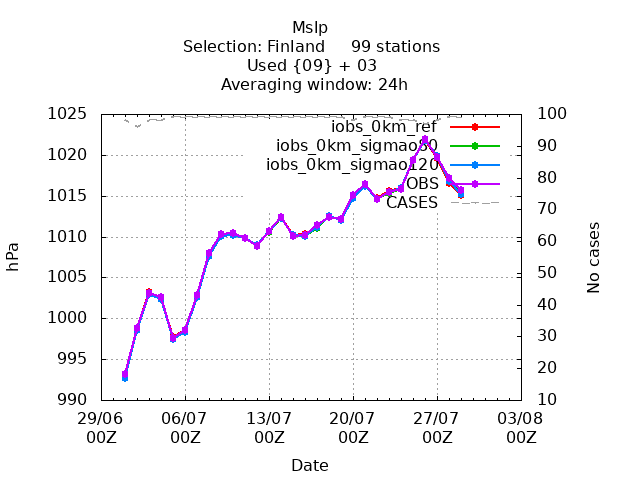 Mslp
Selection: Finland 99 stations
Used {09} + 03
Averaging window: 24h
1025
1020
1015
1010
1005
1000
995
990
100
90
80
70
60
50
40
30
20
10
iobs_0km_ref
iobs_0km_sigmao80
iobs_0km_sigmao120
OBS
CASES
hPa
No cases
29/06 06/07 13/07 20/07 27/07 03/08
00Z 00Z 00Z 00Z 00Z 00Z
Date